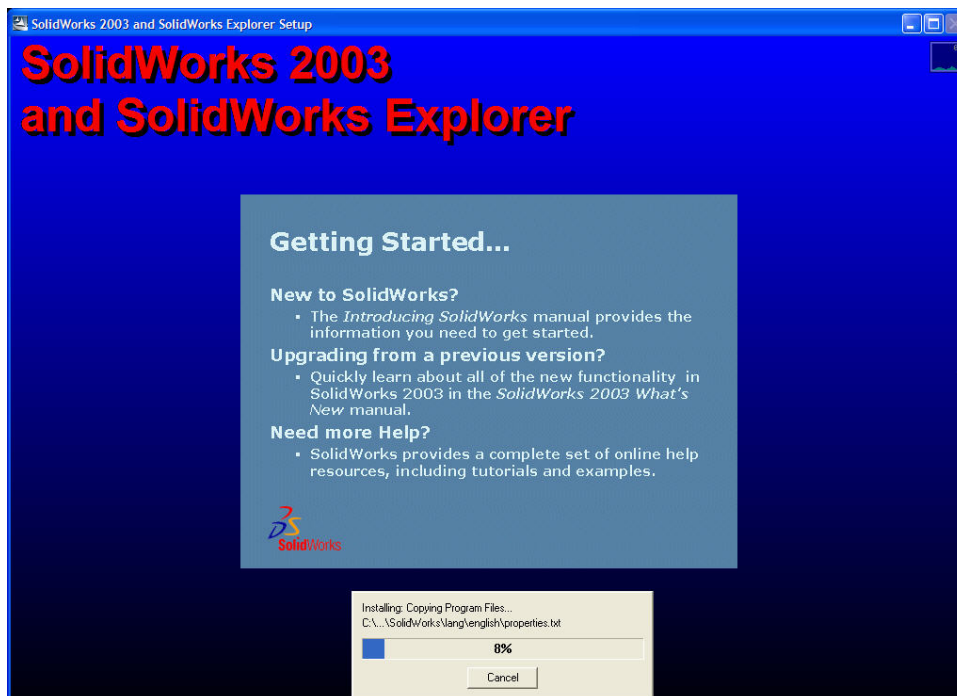 SolidWorks 2003 and SolidWorks Explorer Setup
SolidWorks 2003
and SolidWorks Explorer
Getting Started...
New to SolidWorks?
▪ The Introducing SolidWorks manual provides the
information you need to get started.
Upgrading from a previous version?
▪ Quickly learn about all of the new functionality in
SolidWorks 2003 in the SolidWorks 2003 What's
New manual.
Need more Help?
▪ SolidWorks provides a complete set of online help
resources, including tutorials and examples.
SolidWorks
Installing: Copying Program Files...
C:\...\SolidWorks\lang\english\properties.txt
8%
Cancel